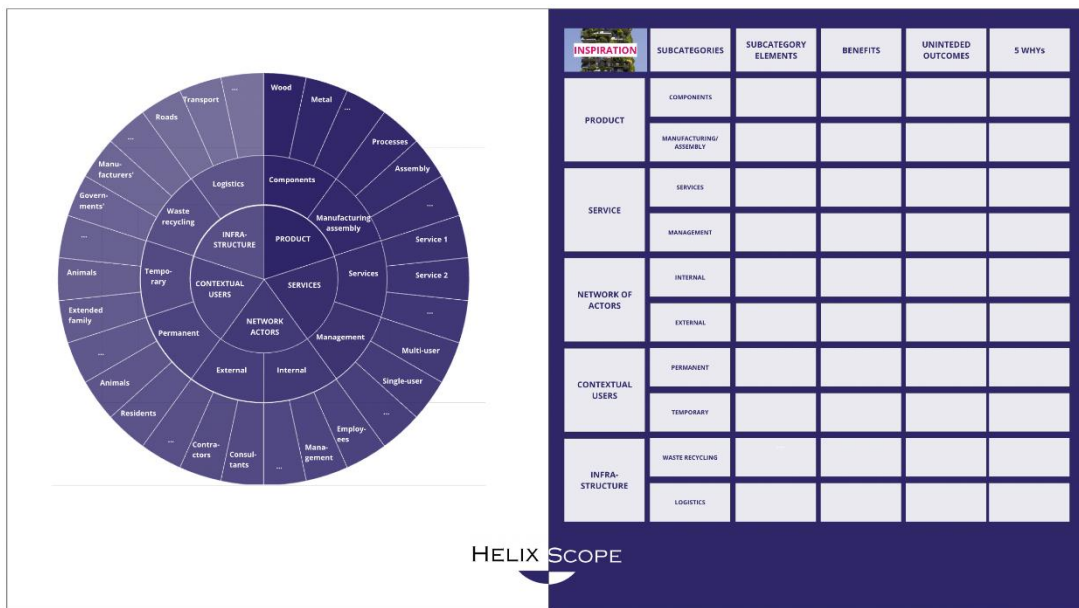 ...
Transport
Roads
...
Manu-
facturers'
Govern-
ments'
...
Animals
Extended
family
...
Animals
Residents
...
Contra-
ctors
Consul-
tants
...
Mana-
gement
Employ-
ees
...
Single-user
Multi-user
...
Service 2
Service 1
...
Assembly
Processes
...
Metal
Wood
Logistics
Components
Waste
recycling
Manufacturing
assembly
Tempo-
rary
Services
Permanent
Management
External
Internal
INFRA-
STRUCTURE
PRODUCT
CONTEXTUAL
USERS
SERVICES
NETWORK
ACTORS
INSPIRATION
SUBCATEGORIES
SUBCATEGORY
ELEMENTS
BENEFITS
UNINTEDED
OUTCOMES
5 WHYs
PRODUCT
COMPONENTS
MANUFACTURING/
ASSEMBLY
SERVICE
SERVICES
MANAGEMENT
NETWORK OF
ACTORS
INTERNAL
EXTERNAL
CONTEXTUAL
USERS
PERMANENT
TEMPORARY
INFRA-
STRUCTURE
WASTE RECYCLING
LOGISTICS
HELIX SCOPE